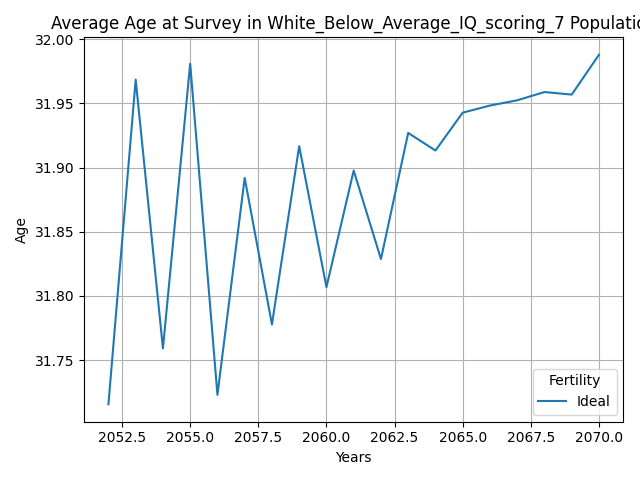 Average Age at Survey in White_Below_Average_IQ_scoring_7 Populatio
32.00
31.95
31.90
31.85
31.80
31.75
Age
Fertility
Ideal
2052.5 2055.0 2057.5 2060.0 2062.5 2065.0 2067.5 2070.0
Years